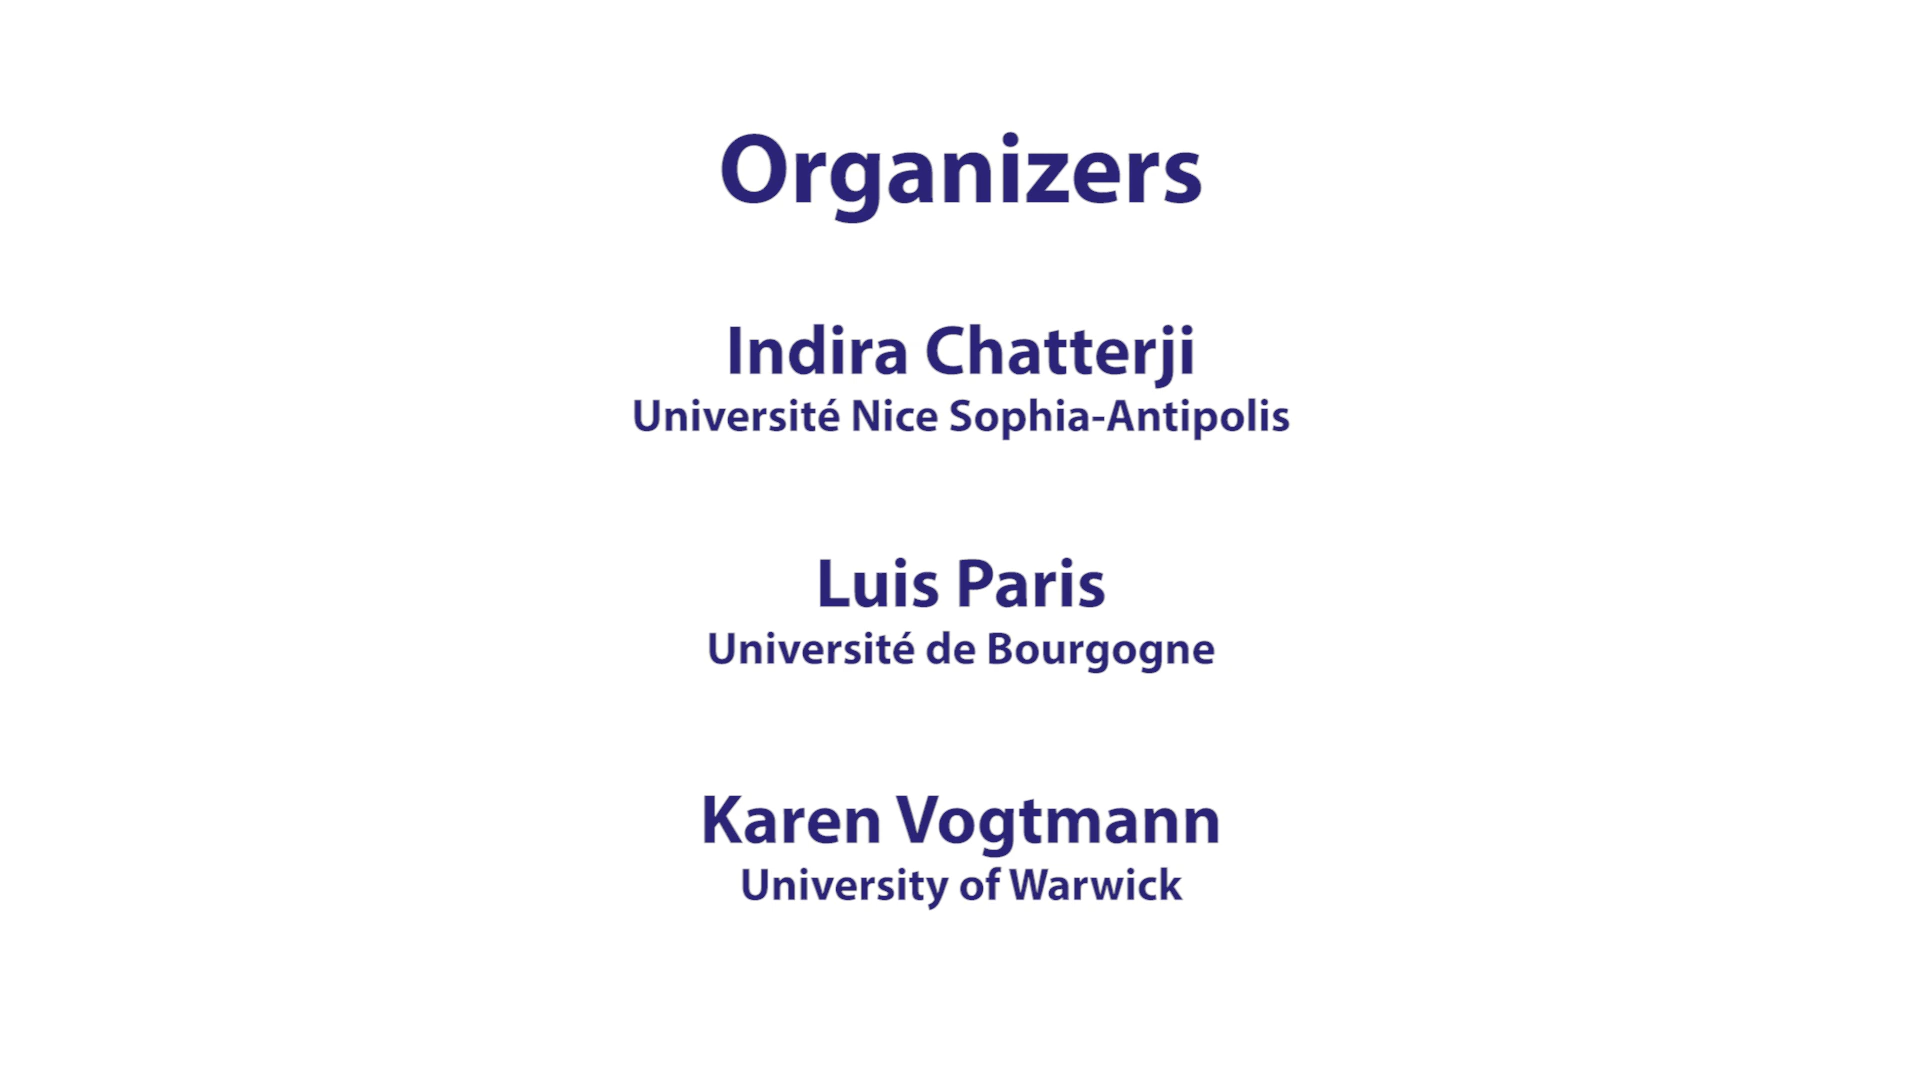 Organizers
Indira Chatterji
Université Nice Sophia-Antipolis
Luis Paris
Université de Bourgogne
Karen Vogtmann
University of Warwick